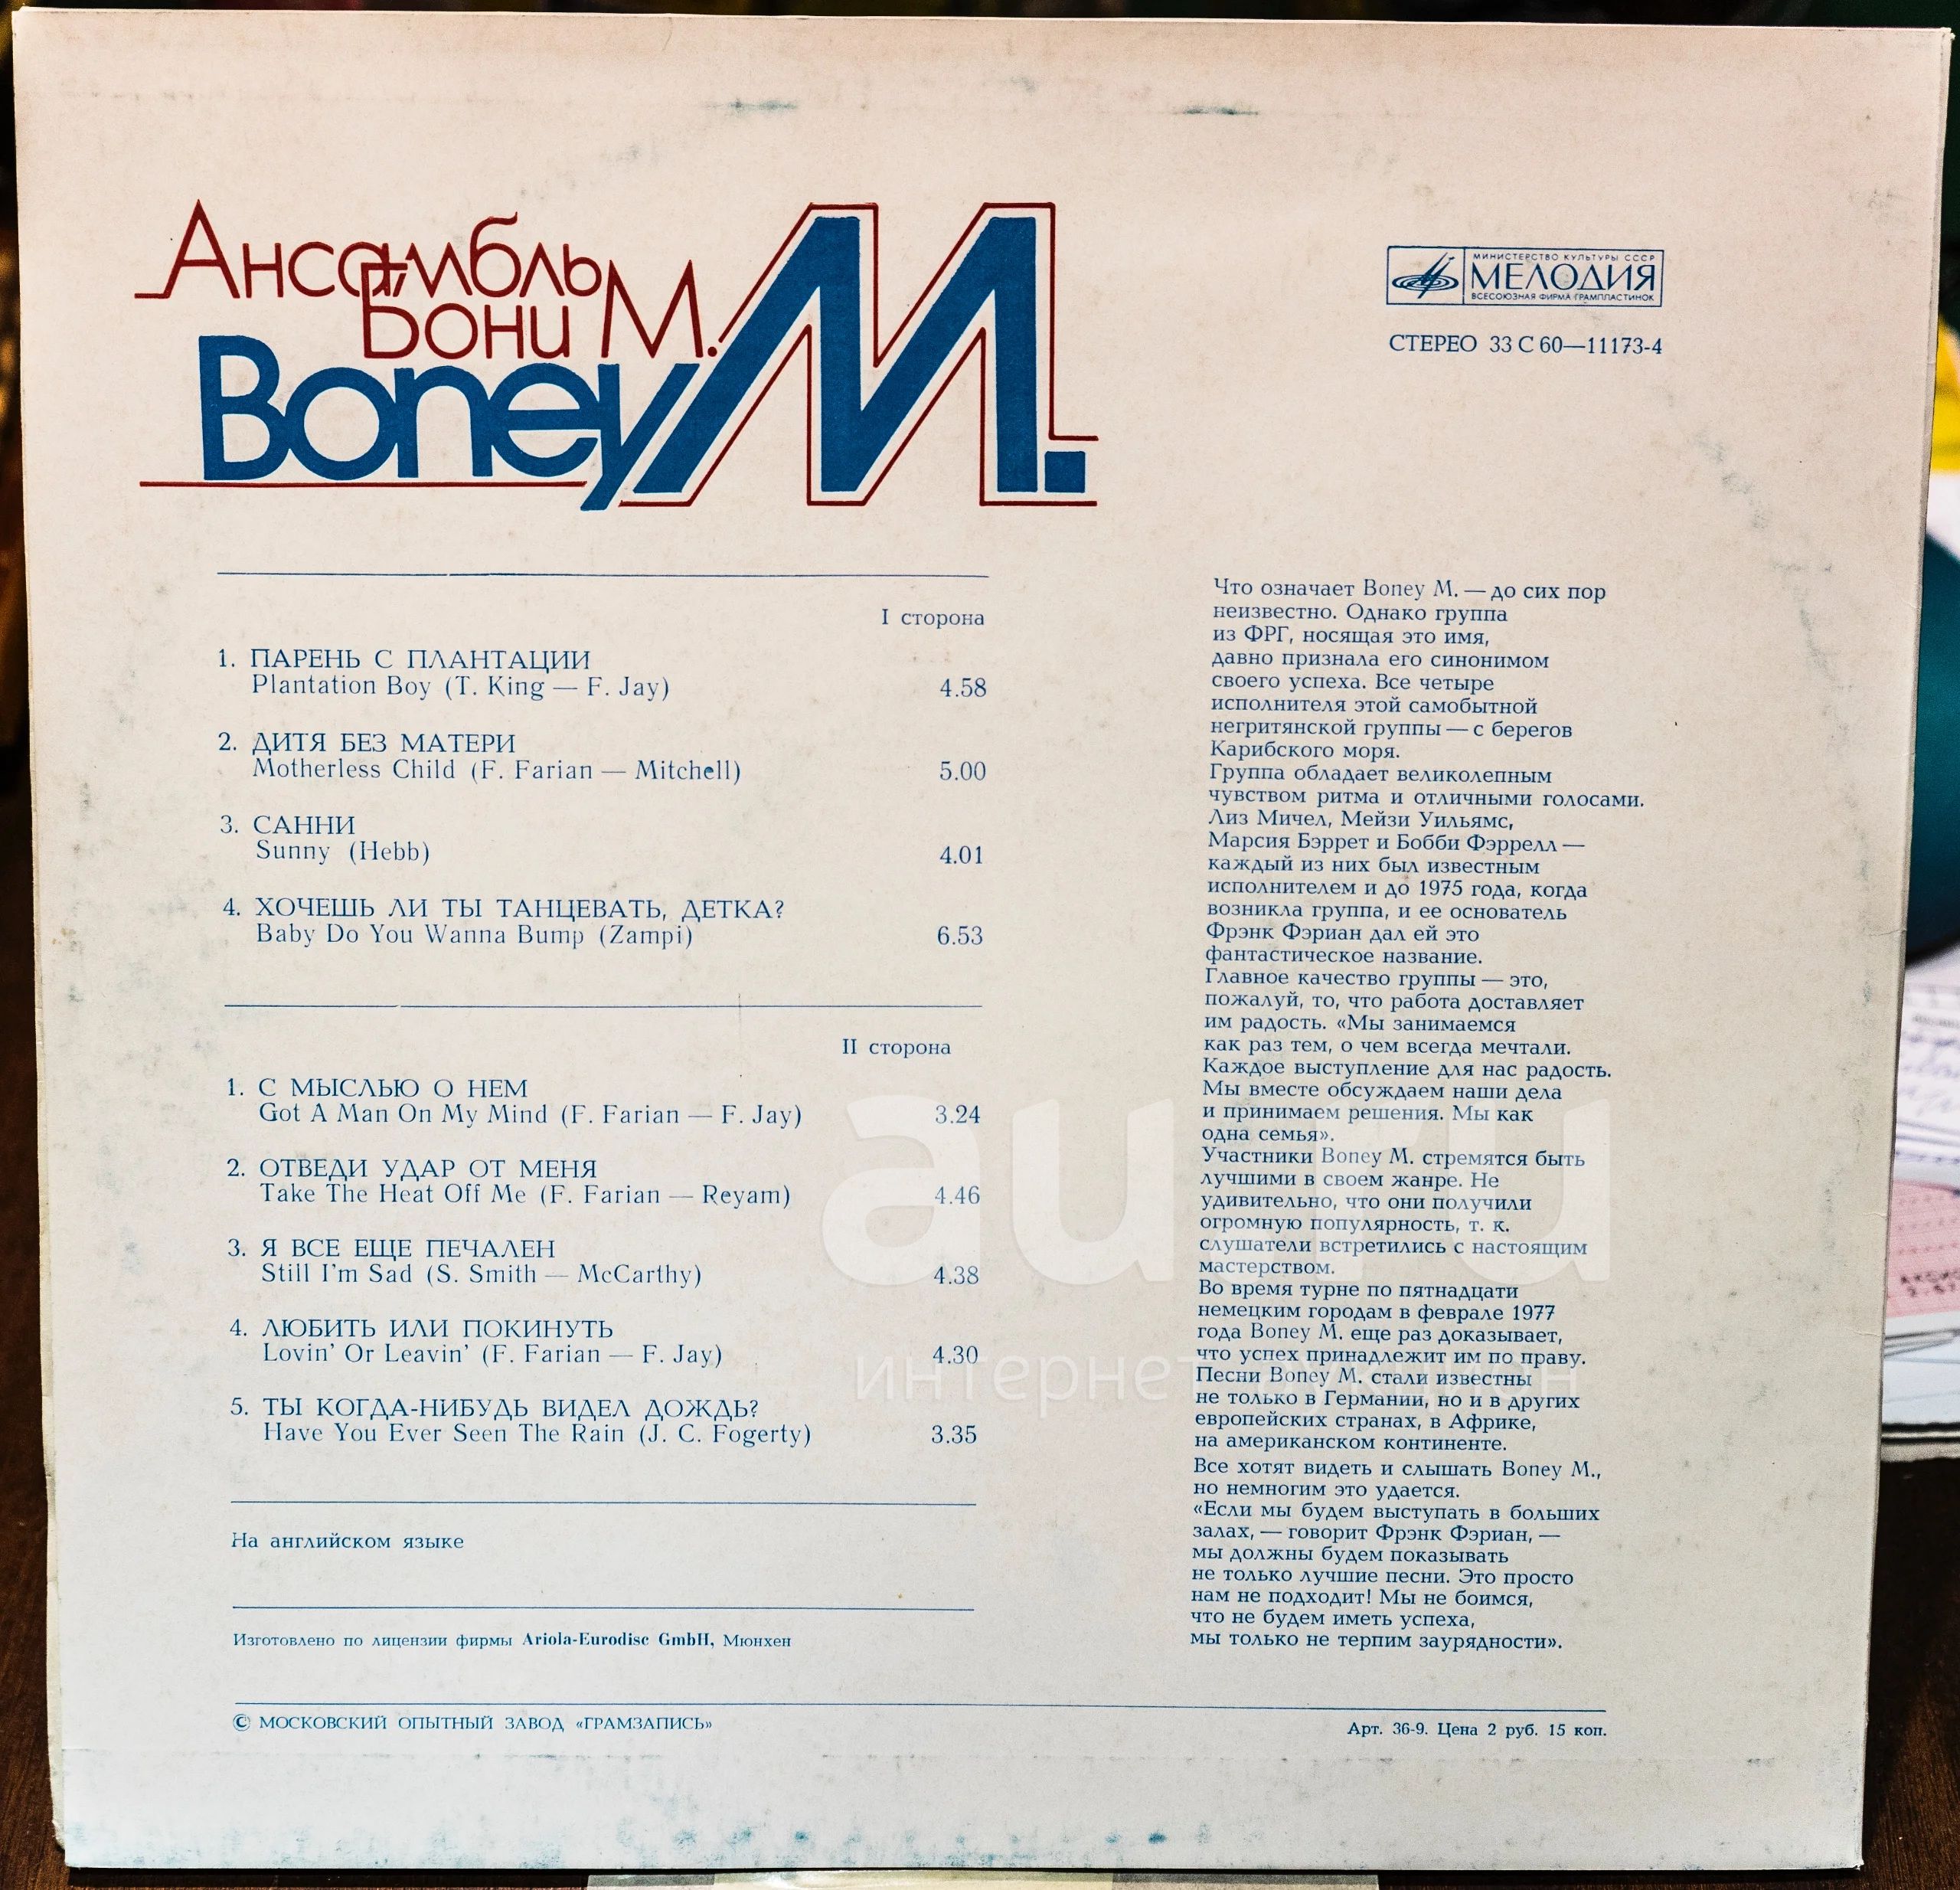 Ансамбль
Бони М.
Boney M.
МИНИСТЕРСТВО КУЛЬТУРЫ СССР
МЕЛОДИЯ
ВСЕСОЮЗНАЯ ФИРМА ГРАМПЛАСТИНОК
СТЕРЕО 33 С 60—11173-4
I сторона
1. ПАРЕНЬ С ПЛАНТАЦИИ
Plantation Boy (T. King — F. Jay) 4.58
2. ДИТЯ БЕЗ МАТЕРИ
Motherless Child (F. Farian — Mitchell) 5.00
3. САННИ
Sunny (Hebb) 4.01
4. ХОЧЕШЬ ЛИ ТЫ ТАНЦЕВАТЬ, ДЕТКА?
Baby Do You Wanna Bump (Zampi) 6.53
II сторона
1. С МЫСЛЬЮ О НЕМ
Got A Man On My Mind (F. Farian — F. Jay) 3.24
2. ОТВЕДИ УДАР ОТ МЕНЯ
Take The Heat Off Me (F. Farian — Reyam) 4.46
3. Я ВСЕ ЕЩЕ ПЕЧАЛЕН
Still I'm Sad (S. Smith — McCarthy) 4.38
4. ЛЮБИТЬ ИЛИ ПОКИНУТЬ
Lovin' Or Leavin' (F. Farian — F. Jay) 4.30
5. ТЫ КОГДА-НИБУДЬ ВИДЕЛ ДОЖДЬ?
Have You Ever Seen The Rain (J. C. Fogerty) 3.35
На английском языке
Изготовлено по лицензии фирмы Ariola-Eurodisc GmbH, Мюнхен
Что означает Boney M. — до сих пор
неизвестно. Однако группа
из ФРГ, носящая это имя,
давно признала его синонимом
своего успеха. Все четыре
исполнителя этой самобытной
негритянской группы — с берегов
Карибского моря.
Группа обладает великолепным
чувством ритма и отличными голосами.
Лиз Мичел, Мейзи Уильямс,
Марсия Бэррет и Бобби Фэррелл —
каждый из них был известным
исполнителем и до 1975 года, когда
возникла группа, и ее основатель
Фрэнк Фэриан дал ей это
фантастическое название.
Главное качество группы — это,
пожалуй, то, что работа доставляет
им радость. «Мы занимаемся
как раз тем, о чем всегда мечтали.
Каждое выступление для нас радость.
Мы вместе обсуждаем наши дела
и принимаем решения. Мы как
одна семья».
Участники Boney M. стремятся быть
лучшими в своем жанре. Не
удивительно, что они получили
огромную популярность, т. к.
слушатели встретились с настоящим
мастерством.
Во время турне по пятнадцати
немецким городам в феврале 1977
года Boney M. еще раз доказывает,
что успех принадлежит им по праву.
Песни Boney M. стали известны
не только в Германии, но и в других
европейских странах, в Африке,
на американском континенте.
Все хотят видеть и слышать Boney M.,
но немногим это удается.
«Если мы будем выступать в больших
залах, — говорит Фрэнк Фэриан, —
мы должны будем показывать
не только лучшие песни. Это просто
нам не подходит! Мы не боимся,
что не будем иметь успеха,
мы только не терпим заурядности».
© МОСКОВСКИЙ ОПЫТНЫЙ ЗАВОД «ГРАМЗАПИСЬ»
Арт. 36-9. Цена 2 руб. 15 коп.
au.ru
интернет аукцион